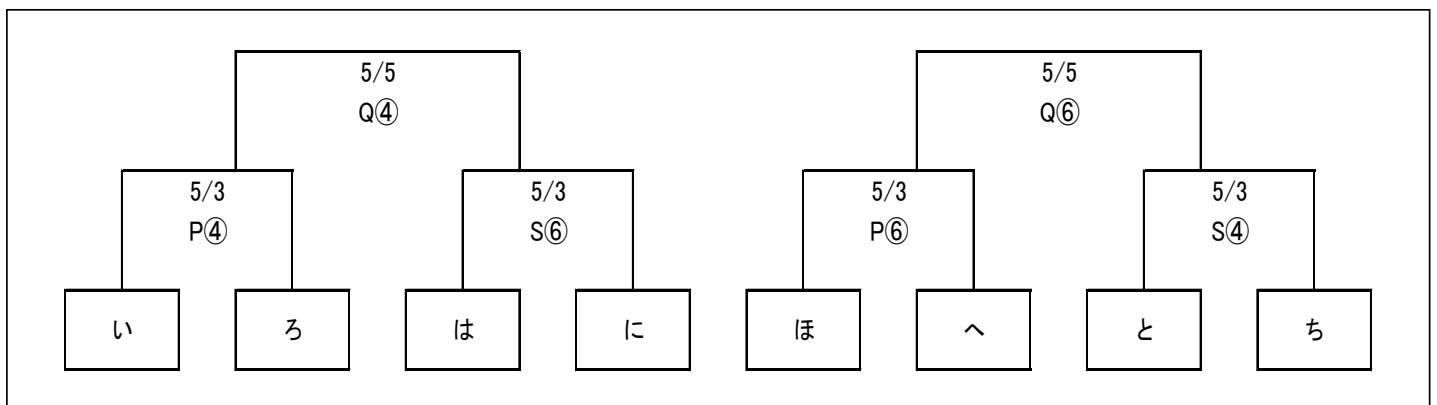 5/5 5/5
Q④ Q⑥
5/3 5/3 5/3 5/3
P④ S⑥ P⑥ S④
い ろ は に ほ へ と ち